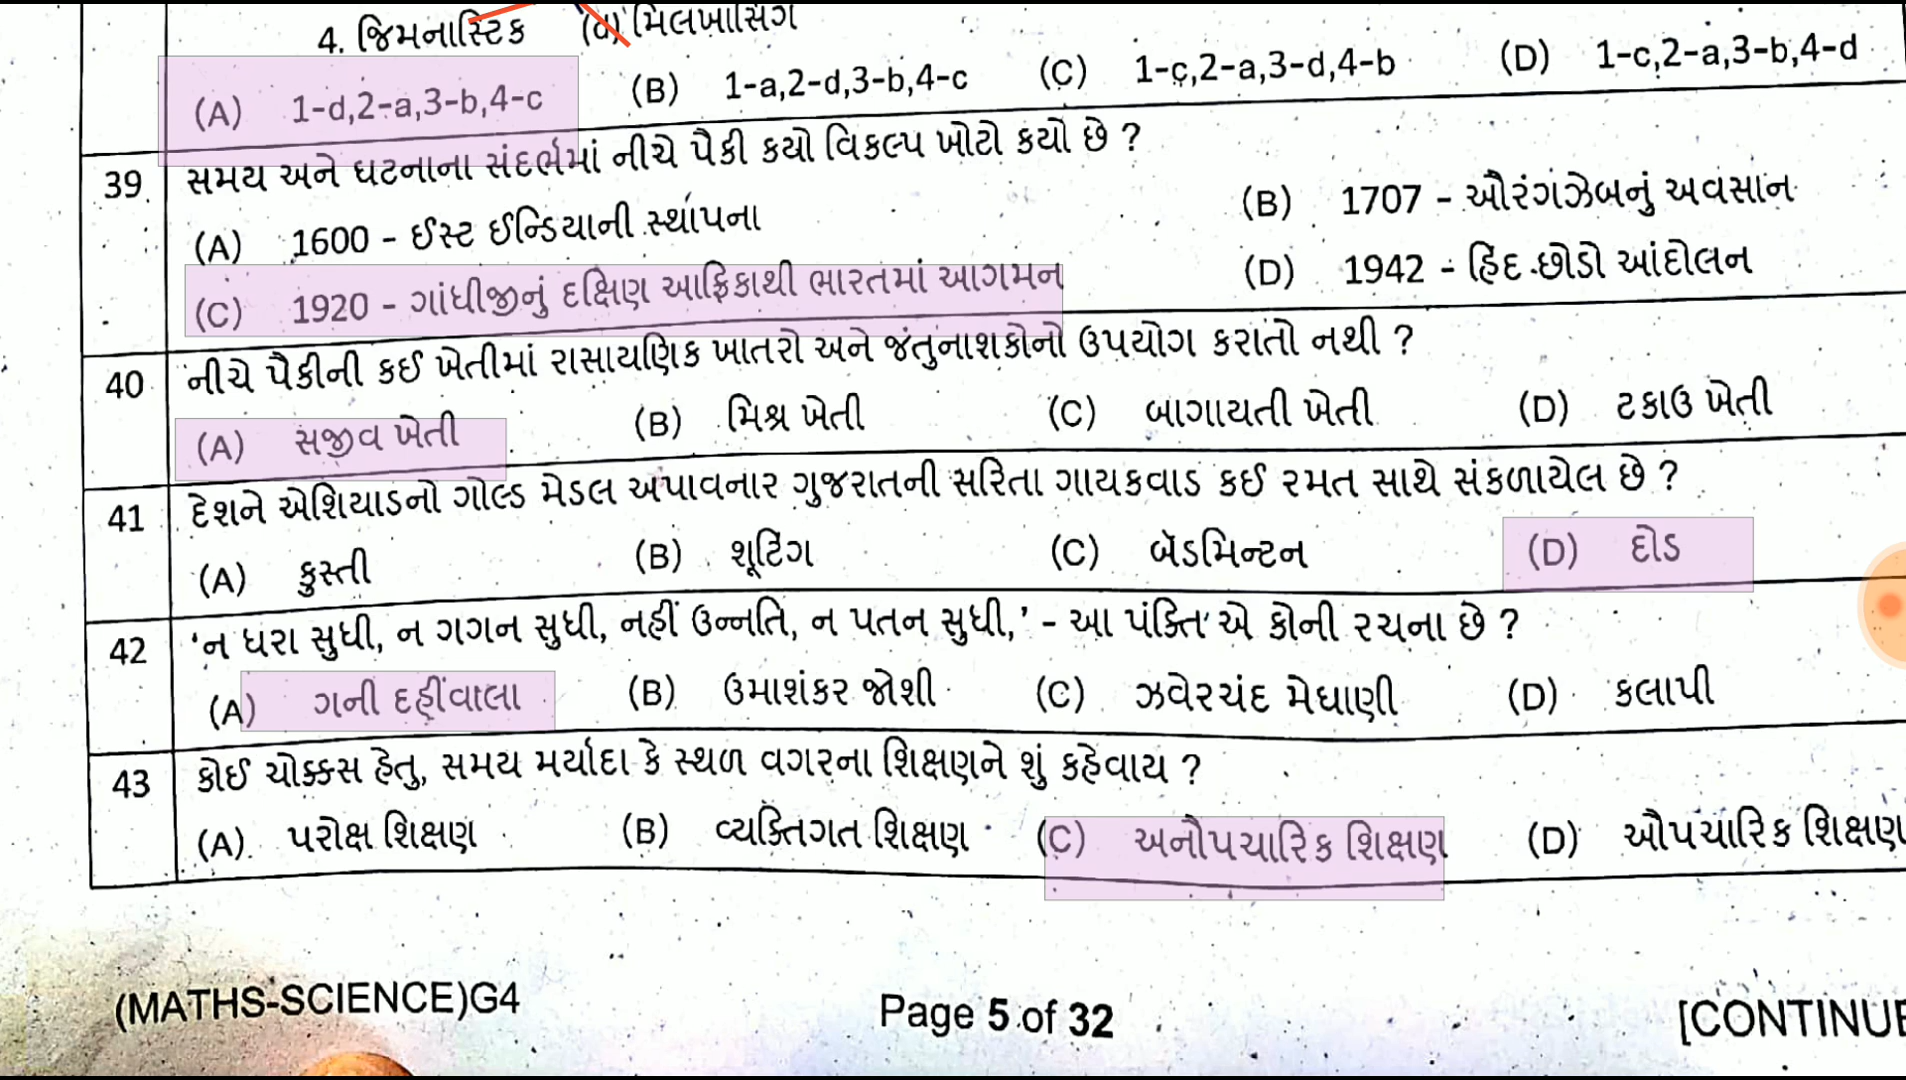 4. જિમનાસ્ટિક (d) મિલખાસિંગ
(A) 1-d,2-a,3-b,4-c (B) 1-a,2-d,3-b,4-c (C) 1-c,2-a,3-d,4-b (D) 1-c,2-a,3-b,4-d
39. સમય અને ઘટનાના સંદર્ભમાં નીચે પૈકી કયો વિકલ્પ ખોટો કયો છે ?
(A) 1600 - ઈસ્ટ ઈન્ડિયાની સ્થાપના (B) 1707 - ઔરંગઝેબનું અવસાન
(C) 1920 - ગાંધીજીનું દક્ષિણ આફ્રિકાથી ભારતમાં આગમન (D) 1942 - હિંદ છોડો આંદોલન
40 નીચે પૈકીની કઈ ખેતીમાં રાસાયણિક ખાતરો અને જંતુનાશકોનો ઉપયોગ કરાતો નથી ?
(A) સજીવ ખેતી (B) મિશ્ર ખેતી (C) બાગાયતી ખેતી (D) ટકાઉ ખેતી
41 દેશને એશિયાડનો ગોલ્ડ મેડલ અપાવનાર ગુજરાતની સરિતા ગાયકવાડ કઈ રમત સાથે સંકળાયેલ છે ?
(A) કુસ્તી (B) શૂટિંગ (C) બૅડમિન્ટન (D) દોડ
42 'ન ધરા સુધી, ન ગગન સુધી, નહીં ઉન્નતિ, ન પતન સુધી,' - આ પંક્તિ એ કોની રચના છે ?
(A) ગની દહીંવાલા (B) ઉમાશંકર જોશી (C) ઝવેરચંદ મેઘાણી (D) કલાપી
43 કોઈ ચોક્કસ હેતુ, સમય મર્યાદા કે સ્થળ વગરના શિક્ષણને શું કહેવાય ?
(A) પરોક્ષ શિક્ષણ (B) વ્યક્તિગત શિક્ષણ (C) અનૌપચારિક શિક્ષણ (D) ઔપચારિક શિક્ષણ
(MATHS-SCIENCE)G4 Page 5 of 32 [CONTINUE